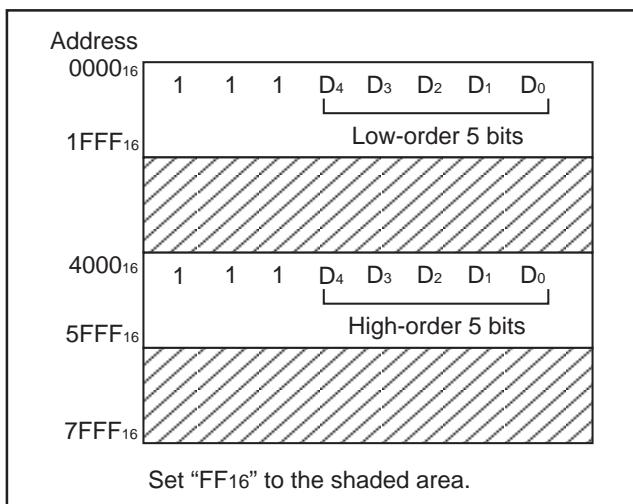 Address
0000₁₆
1 1 1 D₄ D₃ D₂ D₁ D₀
Low-order 5 bits
1FFF₁₆
4000₁₆
1 1 1 D₄ D₃ D₂ D₁ D₀
High-order 5 bits
5FFF₁₆
7FFF₁₆
Set “FF₁₆” to the shaded area.